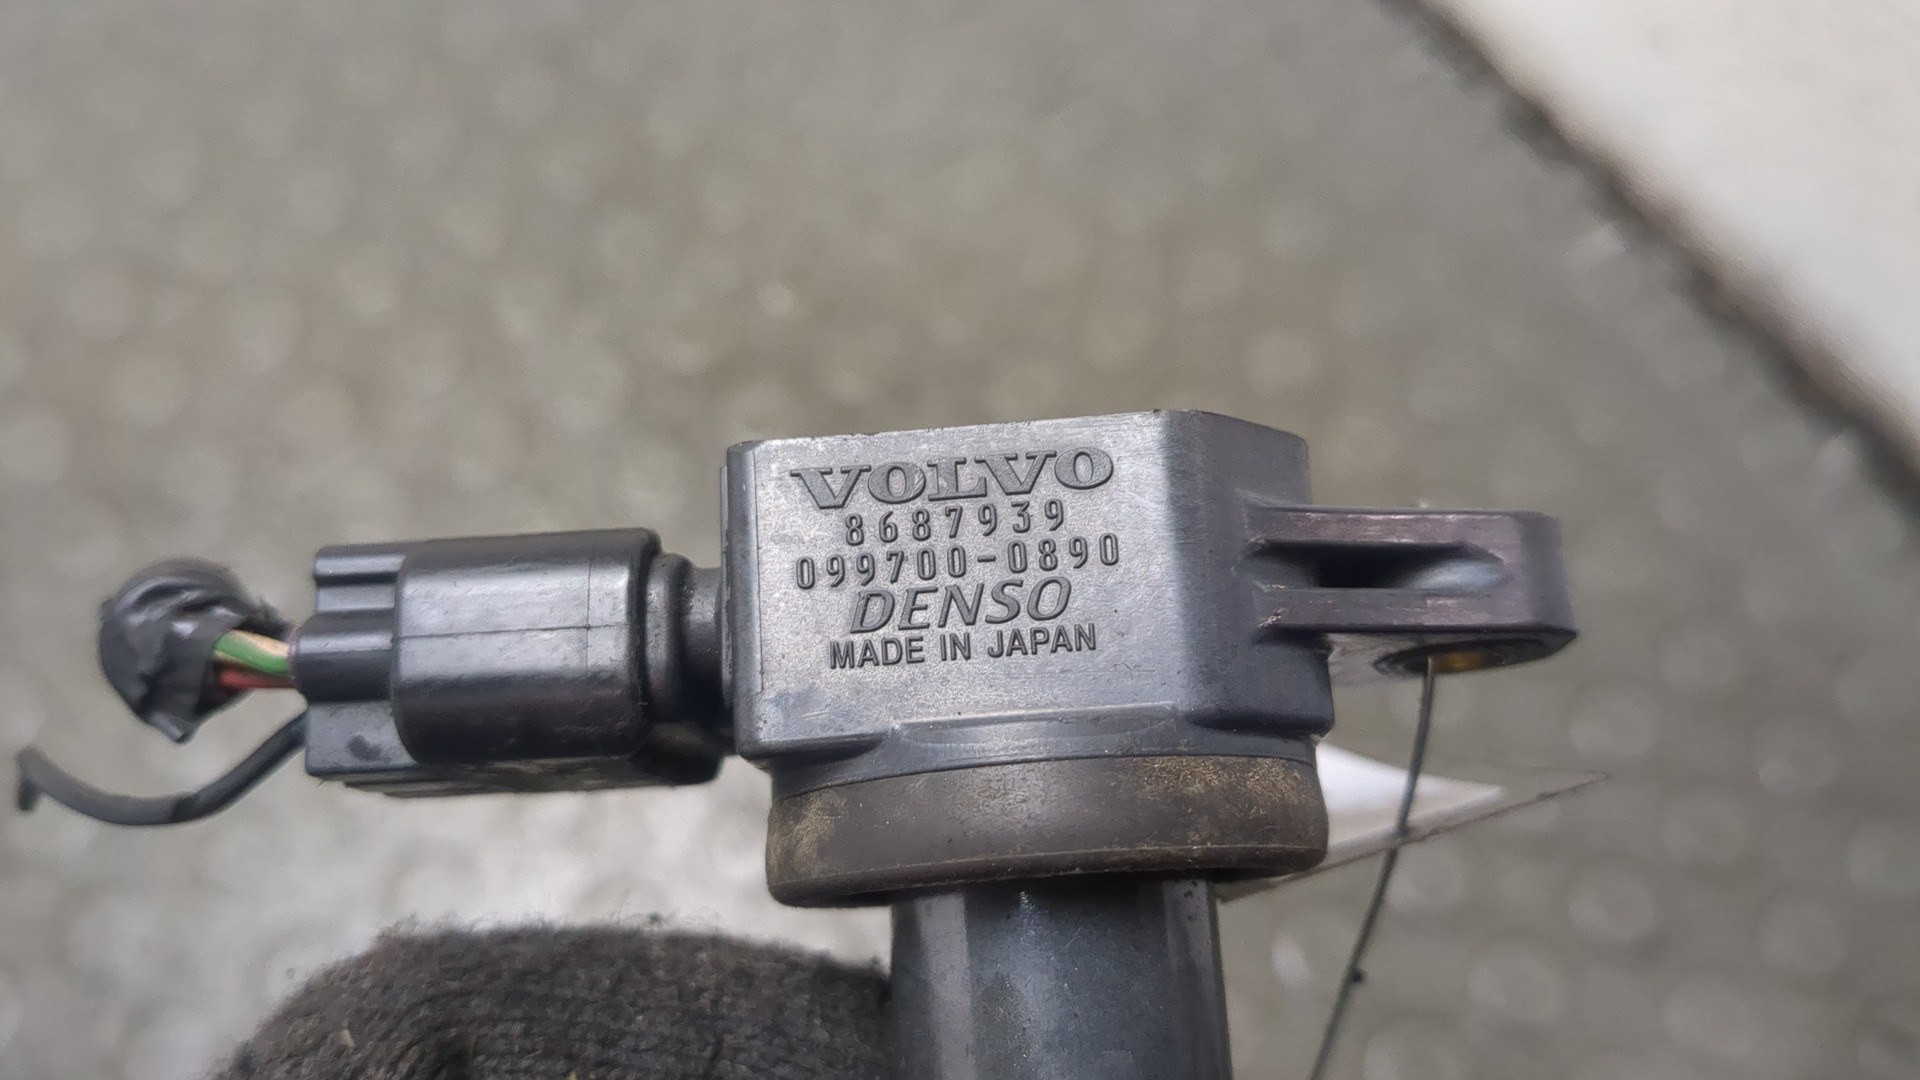 VOLVO
8687939
099700-0890
DENSO
MADE IN JAPAN